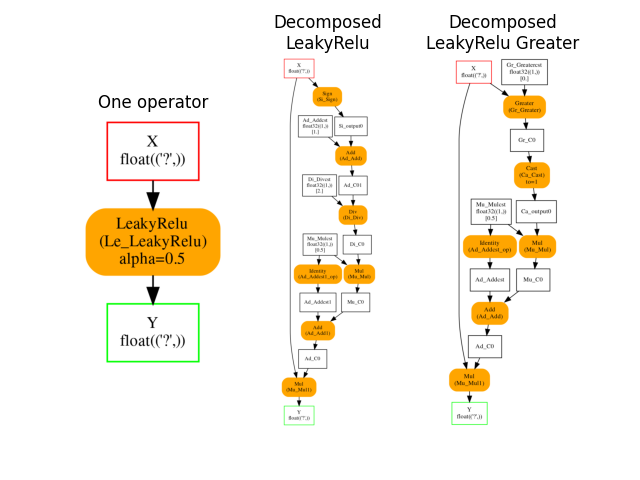 One operator
X
float(('?',))
LeakyRelu
(Le_LeakyRelu)
alpha=0.5
Y
float(('?',))
Decomposed
LeakyRelu
X
float(('?',))
Sign
(Si_Sign)
Ad_Addcst
float32((1,))
[1.]
Si_output0
Add
(Ad_Add)
Di_Divcst
float32((1,))
[2.]
Ad_C01
Div
(Di_Div)
Mu_Mulcst
float32((1,))
[0.5]
Di_C0
Identity
(Ad_Addcst1_op)
Mul
(Mu_Mul)
Ad_Addcst1
Mu_C0
Add
(Ad_Add1)
Ad_C0
Mul
(Mu_Mul1)
Y
float(('?',))
Decomposed
LeakyRelu Greater
X
float(('?',))
Gr_Greatercst
float32((1,))
[0.]
Greater
(Gr_Greater)
Gr_C0
Cast
(Ca_Cast)
to=1
Mu_Mulcst
float32((1,))
[0.5]
Ca_output0
Identity
(Ad_Addcst_op)
Mul
(Mu_Mul)
Ad_Addcst
Mu_C0
Add
(Ad_Add)
Ad_C0
Mul
(Mu_Mul1)
Y
float(('?',))